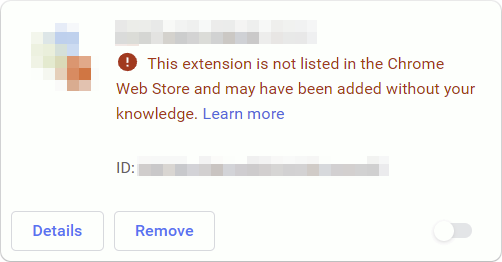 This extension is not listed in the Chrome
Web Store and may have been added without your
knowledge. Learn more
ID:
Details
Remove